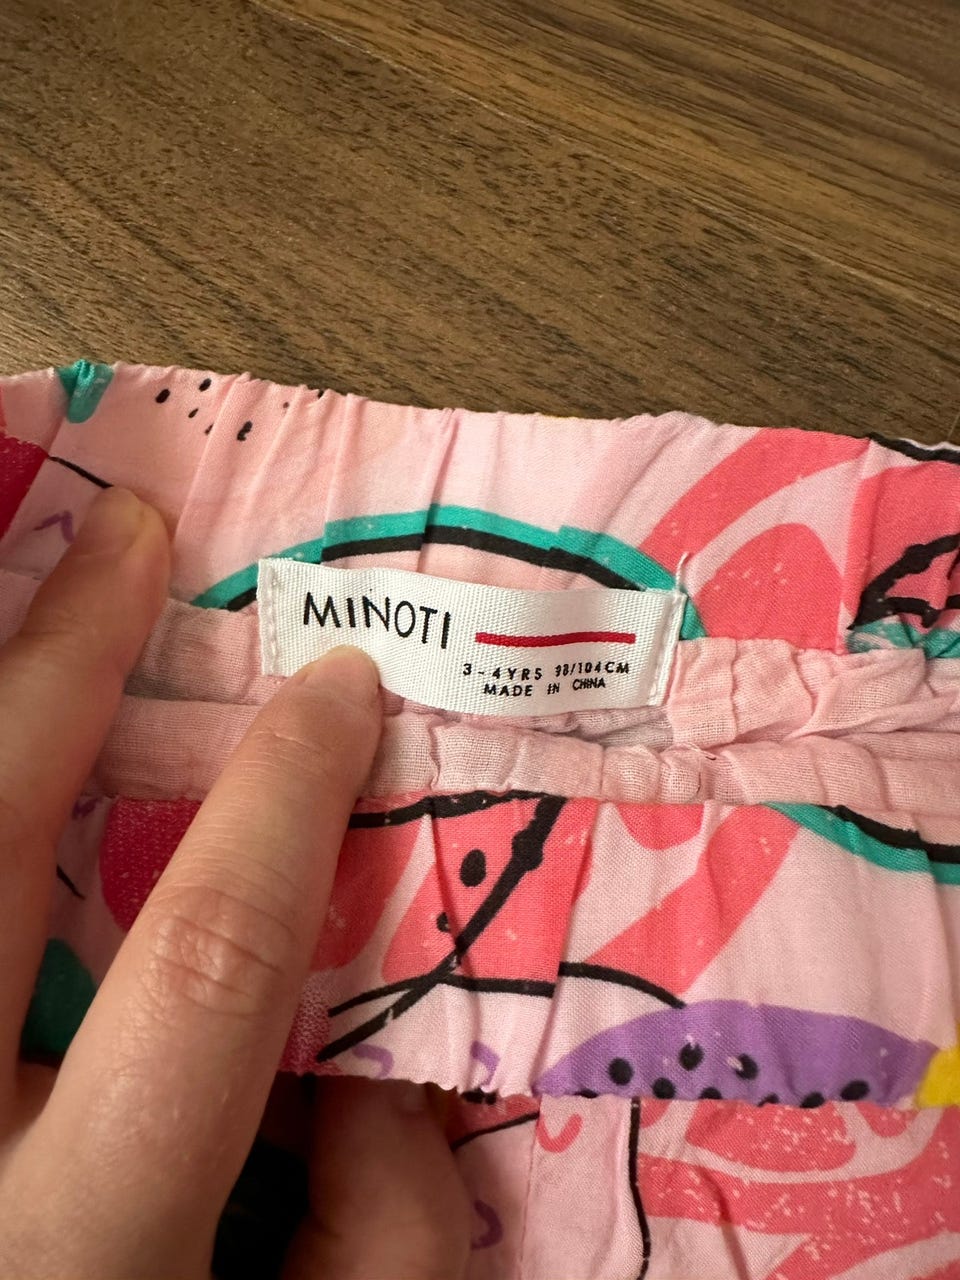 MINOTI
3-4YRS 98/104CM
MADE IN CHINA